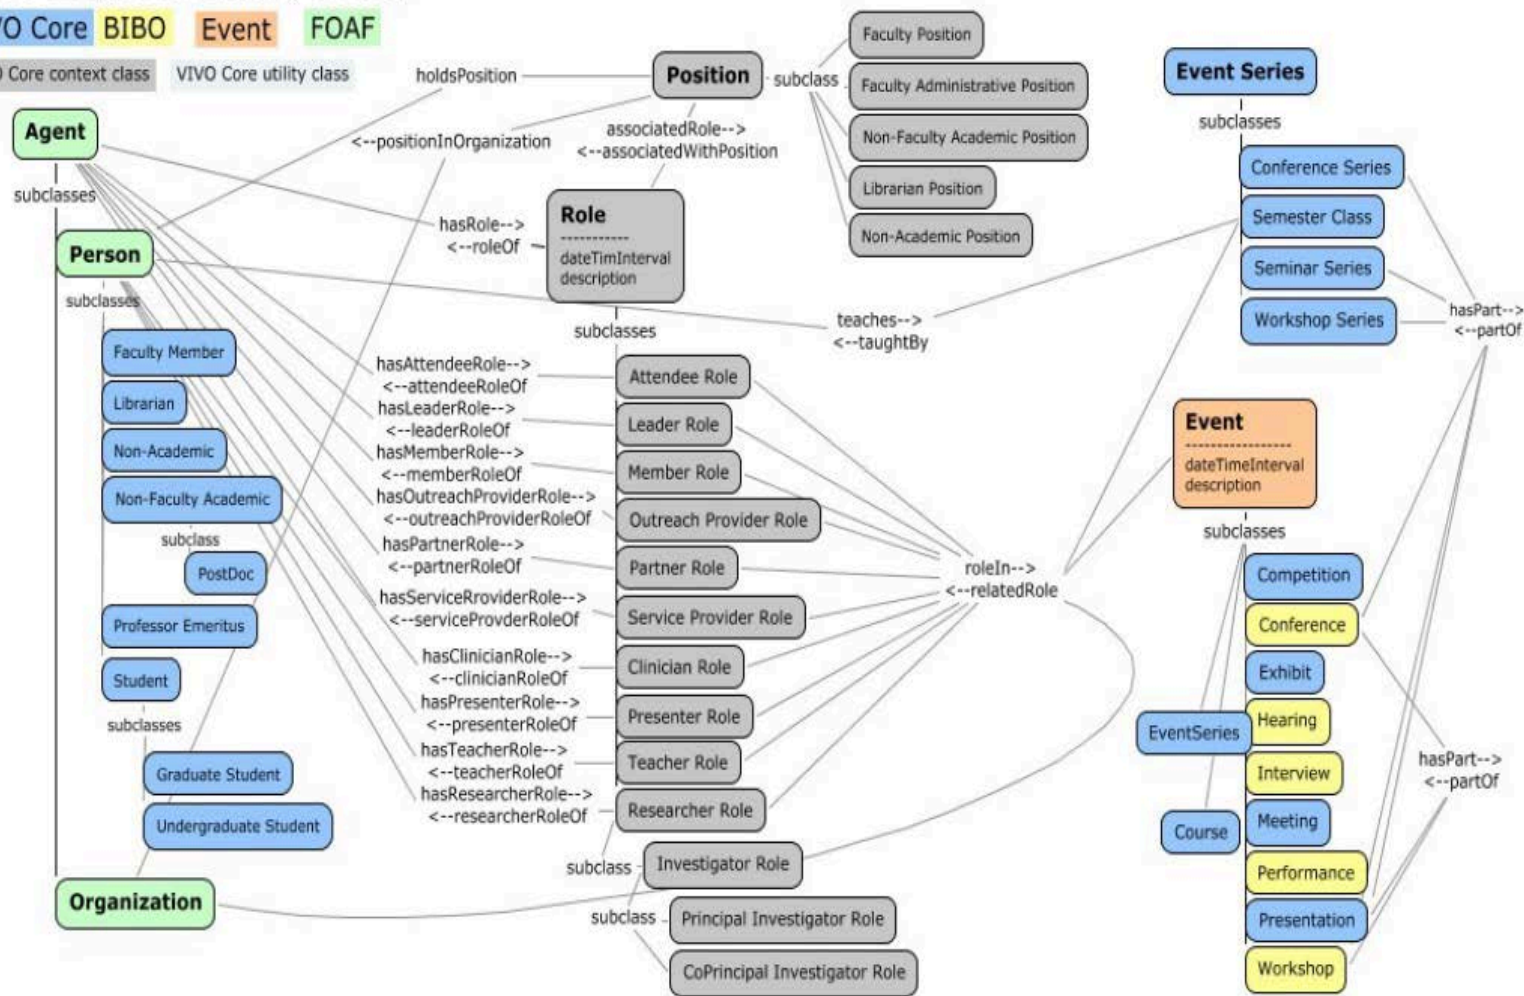 Core BIBO Event FOAF
Core context class VIVO Core utility class
Agent
subclasses
Person
subclasses
Faculty Member
Librarian
Non-Academic
Non-Faculty Academic
subclass
PostDoc
Professor Emeritus
Student
subclasses
Graduate Student
Undergraduate Student
Organization
holdsPosition
<--positionInOrganization
hasRole-->
<--roleOf
Position
subclass
Faculty Position
Faculty Administrative Position
Non-Faculty Academic Position
Librarian Position
Non-Academic Position
associatedRole-->
<--associatedWithPosition
Role
-----------
dateTimInterval
description
subclasses
teaches-->
<--taughtBy
hasAttendeeRole-->
<--attendeeRoleOf
Attendee Role
hasLeaderRole-->
<--leaderRoleOf
Leader Role
hasMemberRole-->
<--memberRoleOf
Member Role
hasOutreachProviderRole-->
<--outreachProviderRoleOf
Outreach Provider Role
hasPartnerRole-->
<--partnerRoleOf
Partner Role
hasServiceRroviderRole-->
<--serviceProvderRoleOf
Service Provider Role
hasClinicianRole-->
<--clinicianRoleOf
Clinician Role
hasPresenterRole-->
<--presenterRoleOf
Presenter Role
hasTeacherRole-->
<--teacherRoleOf
Teacher Role
hasResearcherRole-->
<--researcherRoleOf
Researcher Role
subclass
Investigator Role
subclass
Principal Investigator Role
CoPrincipal Investigator Role
roleIn-->
<--relatedRole
Event Series
subclasses
Conference Series
Semester Class
Seminar Series
Workshop Series
hasPart-->
<--partOf
Event
-----------------
dateTimeInterval
description
subclasses
Competition
Conference
Exhibit
EventSeries
Hearing
Interview
Meeting
Course
Performance
Presentation
Workshop
hasPart-->
<--partOf